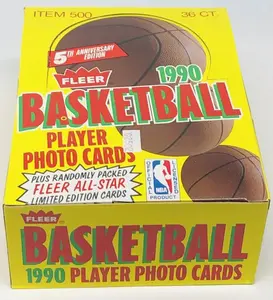 ITEM 500 36 CT.
5TH ANNIVERSARY
EDITION
FLEER
1990
BASKETBALL
PLAYER
PHOTO CARDS
PLUS RANDOMLY PACKED
FLEER ALL-STAR
LIMITED EDITION CARDS
OFFICIAL
LICENSED
NBA
PRODUCT
FLEER
BASKETBALL
1990 PLAYER PHOTO CARDS